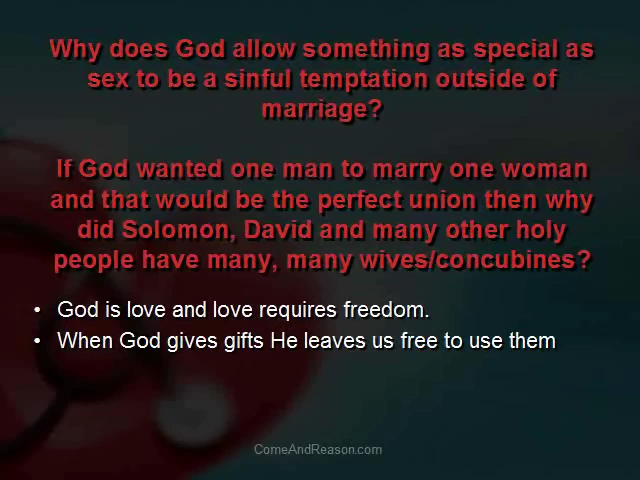 Why does God allow something as special as
sex to be a sinful temptation outside of
marriage?
If God wanted one man to marry one woman
and that would be the perfect union then why
did Solomon, David and many other holy
people have many, many wives/concubines?
• God is love and love requires freedom.
• When God gives gifts He leaves us free to use them
ComeAndReason.com